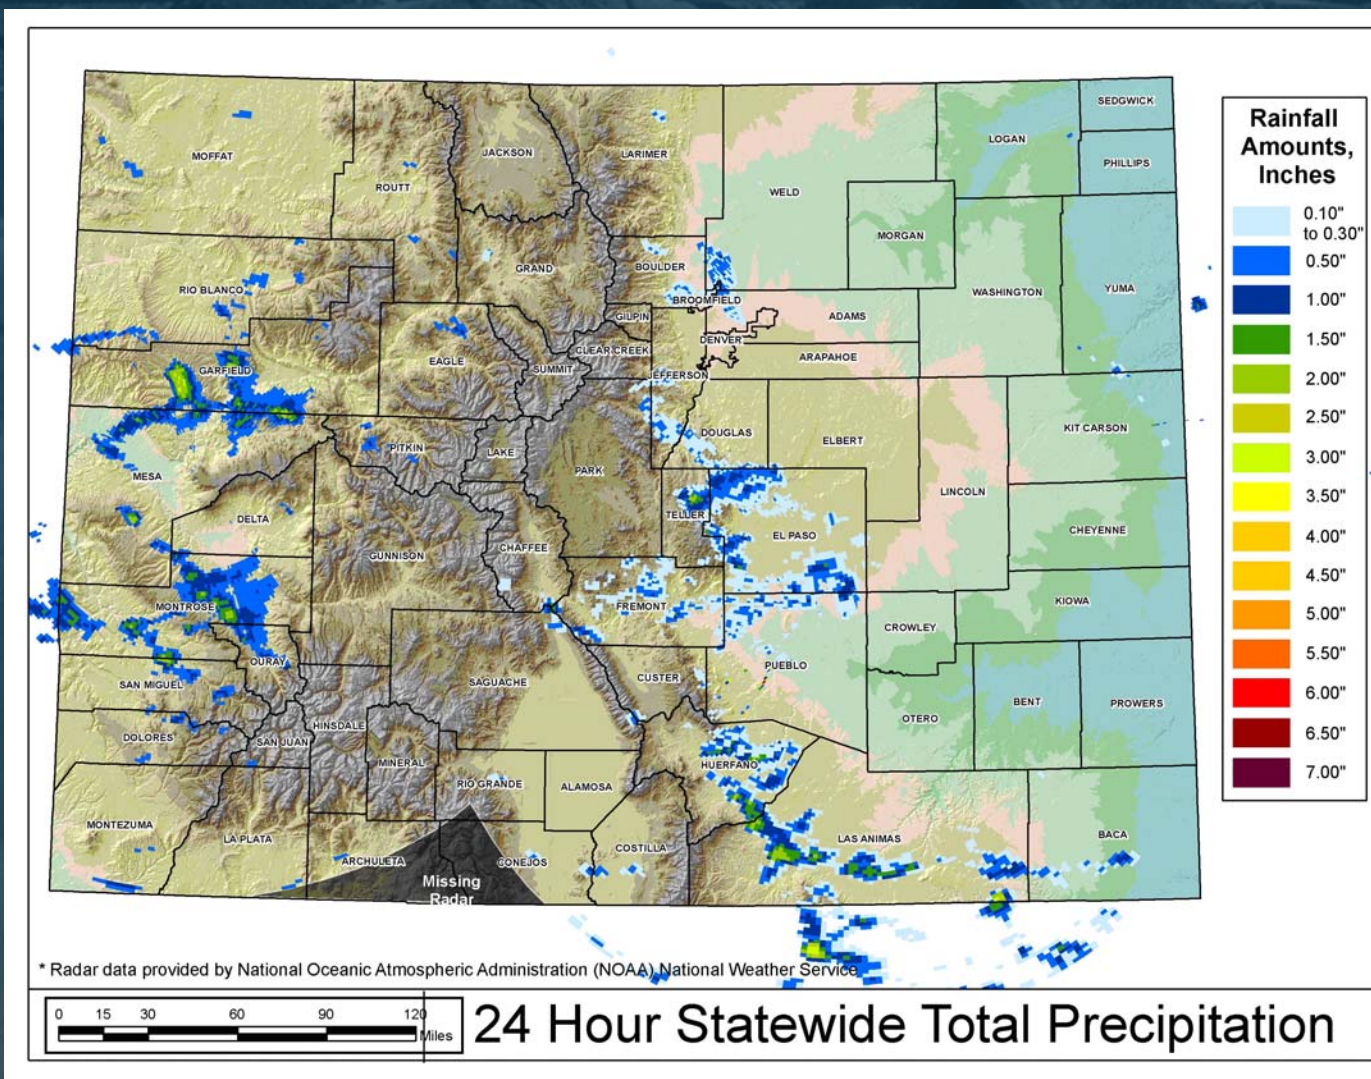 SEDGWICK
LOGAN
JACKSON
LARIMER
MOFFAT
PHILLIPS
ROUTT
WELD
MORGAN
BOULDER
GRAND
RIO BLANCO
WASHINGTON
YUMA
BROOMFIELD
GILPIN
ADAMS
DENVER
CLEAR CREEK
ARAPAHOE
EAGLE
GARFIELD
SUMMIT
JEFFERSON
DOUGLAS
ELBERT
KIT CARSON
PITKIN
LAKE
PARK
MESA
LINCOLN
TELLER
DELTA
EL PASO
CHEYENNE
CHAFFEE
GUNNISON
MONTROSE
FREMONT
KIOWA
CROWLEY
OURAY
PUEBLO
SAN MIGUEL
SAGUACHE
CUSTER
BENT
PROWERS
OTERO
HINSDALE
DOLORES
SAN JUAN
MINERAL
HUERFANO
RIO GRANDE
ALAMOSA
MONTEZUMA
LA PLATA
LAS ANIMAS
BACA
COSTILLA
ARCHULETA
CONEJOS
Missing
Radar
Rainfall
Amounts,
Inches
0.10"
to 0.30"
0.50"
1.00"
1.50"
2.00"
2.50"
3.00"
3.50"
4.00"
4.50"
5.00"
5.50"
6.00"
6.50"
7.00"
* Radar data provided by National Oceanic Atmospheric Administration (NOAA) National Weather Service
0 15 30 60 90 120
Miles
24 Hour Statewide Total Precipitation